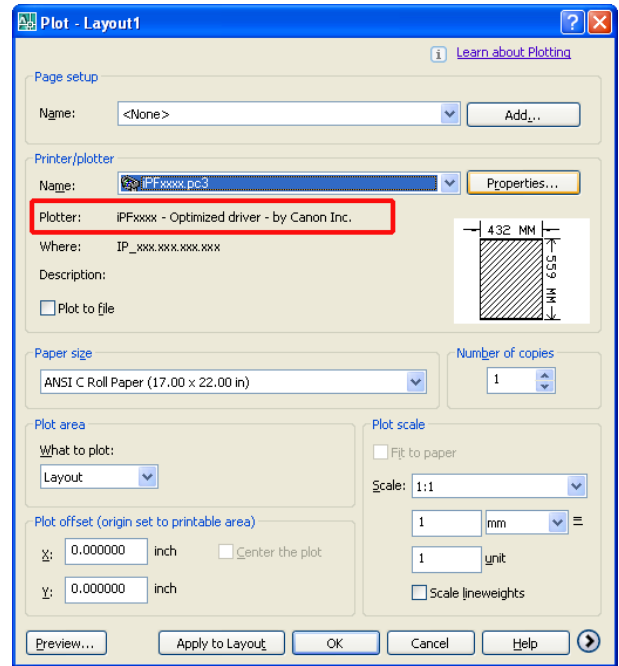 Plot - Layout1
Learn about Plotting
Page setup
Name: <None> Add...
Printer/plotter
Name: iPFxxxx.pc3 Properties...
Plotter: iPFxxxx - Optimized driver - by Canon Inc.
Where: IP_xxx.xxx.xxx.xxx
Description:
Plot to file
432 MM
559 MM
Paper size
ANSI C Roll Paper (17.00 x 22.00 in)
Number of copies
1
Plot area
What to plot:
Layout
Plot scale
Fit to paper
Scale: 1:1
1 mm =
1 unit
Scale lineweights
Plot offset (origin set to printable area)
X: 0.000000 inch Center the plot
Y: 0.000000 inch
Preview... Apply to Layout OK Cancel Help